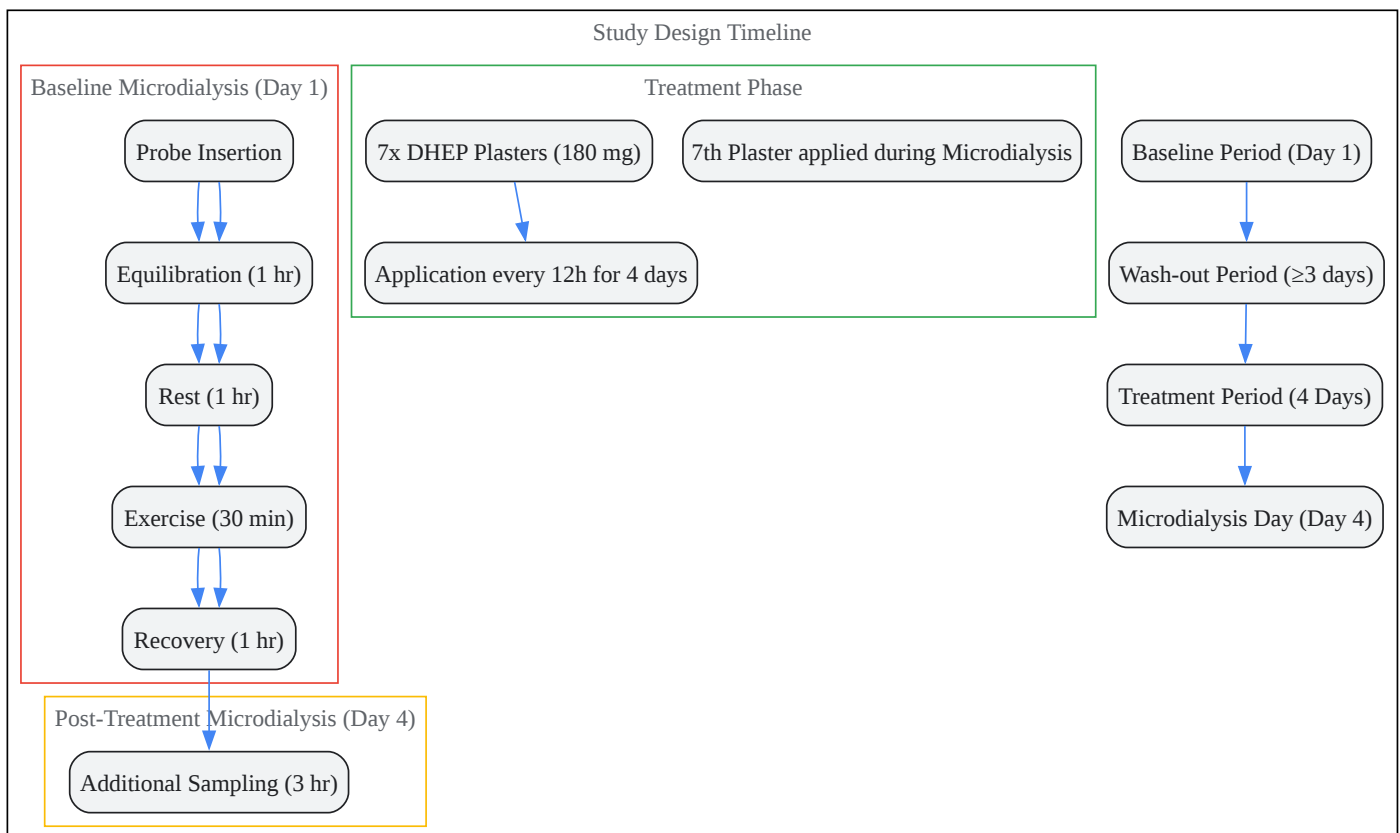 Study Design Timeline
Baseline Microdialysis (Day 1)
Probe Insertion
Equilibration (1 hr)
Rest (1 hr)
Exercise (30 min)
Recovery (1 hr)
Post-Treatment Microdialysis (Day 4)
Additional Sampling (3 hr)
Treatment Phase
7x DHEP Plasters (180 mg)
7th Plaster applied during Microdialysis
Application every 12h for 4 days
Baseline Period (Day 1)
Wash-out Period (≥3 days)
Treatment Period (4 Days)
Microdialysis Day (Day 4)